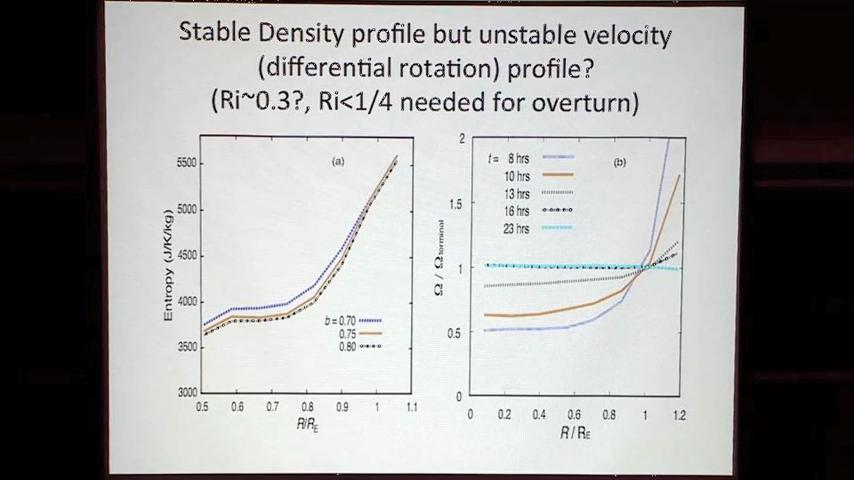 Stable Density profile but unstable velocity
(differential rotation) profile?
(Ri~0.3?, Ri<1/4 needed for overturn)
(a)
Entropy (J/K/kg)
5500
5000
4500
4000
3500
3000
b = 0.70
0.75
0.80
0.5 0.6 0.7 0.8 0.9 1 1.1
R/RE
(b)
Ω / Ωterminal
2
1.5
1
0.5
0
t = 8 hrs
10 hrs
13 hrs
16 hrs
23 hrs
0 0.2 0.4 0.6 0.8 1 1.2
R / RE